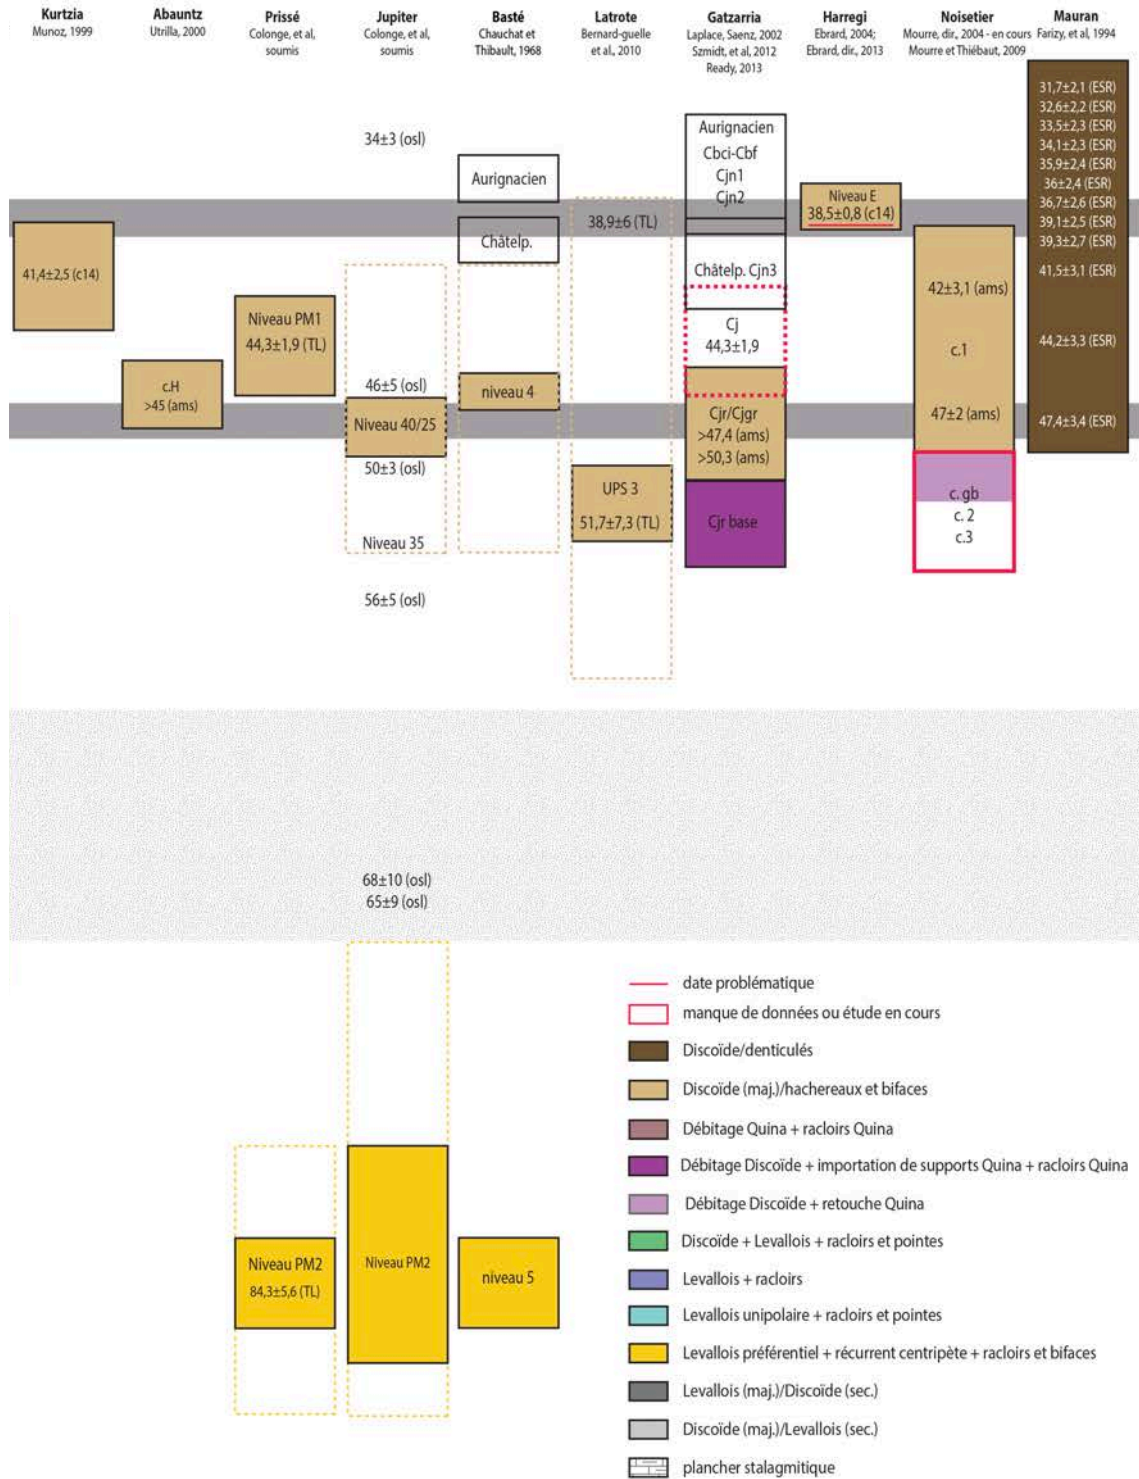 Kurtzia
Munoz, 1999
Abauntz
Utrilla, 2000
Prissé
Colonge, et al,
soumis
Jupiter
Colonge, et al,
soumis
Basté
Chauchat et
Thibault, 1968
Latrote
Bernard-guelle
et al., 2010
Gatzarria
Laplace, Saenz, 2002
Szmidt, et al, 2012
Ready, 2013
Harregi
Ebrard, 2004;
Ebrard, dir., 2013
Noisetier
Mourre, dir., 2004 - en cours
Mourre et Thiébaut, 2009
Mauran
Farizy, et al, 1994
41,4±2,5 (c14)
c.H
>45 (ams)
Niveau PM1
44,3±1,9 (TL)
34±3 (osl)
46±5 (osl)
Niveau 40/25
50±3 (osl)
Niveau 35
56±5 (osl)
68±10 (osl)
65±9 (osl)
Aurignacien
Châtelp.
niveau 4
38,9±6 (TL)
UPS 3
51,7±7,3 (TL)
Aurignacien
Cbci-Cbf
Cjn1
Cjn2
Châtelp. Cjn3
Cj
44,3±1,9
Cjr/Cjgr
>47,4 (ams)
>50,3 (ams)
Cjr base
Niveau E
38,5±0,8 (c14)
42±3,1 (ams)
c.1
47±2 (ams)
c. gb
c. 2
c.3
31,7±2,1 (ESR)
32,6±2,2 (ESR)
33,5±2,3 (ESR)
34,1±2,3 (ESR)
35,9±2,4 (ESR)
36±2,4 (ESR)
36,7±2,6 (ESR)
39,1±2,5 (ESR)
39,3±2,7 (ESR)
41,5±3,1 (ESR)
44,2±3,3 (ESR)
47,4±3,4 (ESR)
Niveau PM2
84,3±5,6 (TL)
Niveau PM2
niveau 5
date problématique
manque de données ou étude en cours
Discoïde/denticulés
Discoïde (maj.)/hachereaux et bifaces
Débitage Quina + racloirs Quina
Débitage Discoïde + importation de supports Quina + racloirs Quina
Débitage Discoïde + retouche Quina
Discoïde + Levallois + racloirs et pointes
Levallois + racloirs
Levallois unipolaire + racloirs et pointes
Levallois préférentiel + récurrent centripète + racloirs et bifaces
Levallois (maj.)/Discoïde (sec.)
Discoïde (maj.)/Levallois (sec.)
plancher stalagmitique